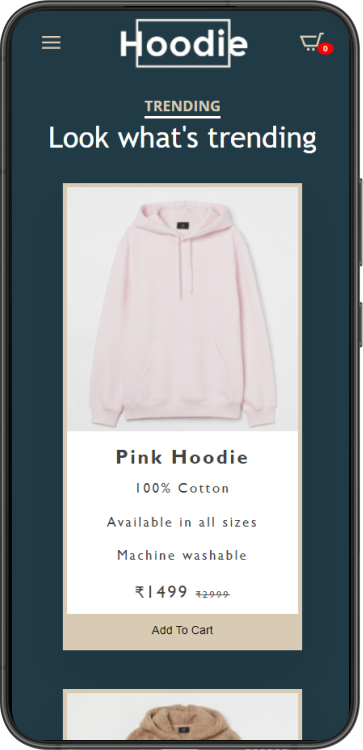 Hoodie
0
TRENDING
Look what's trending
Pink Hoodie
100% Cotton
Available in all sizes
Machine washable
₹1499 ₹2999
Add To Cart